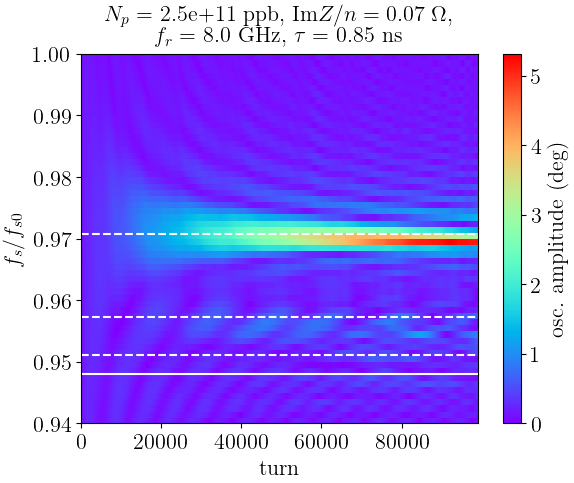 N_p = 2.5e+11 ppb, ImZ/n = 0.07 Ω,
f_r = 8.0 GHz, τ = 0.85 ns
1.00
0.99
0.98
0.97
0.96
0.95
0.94
f_s/f_{s0}
0 20000 40000 60000 80000
turn
5
4
3
2
1
0
osc. amplitude (deg)